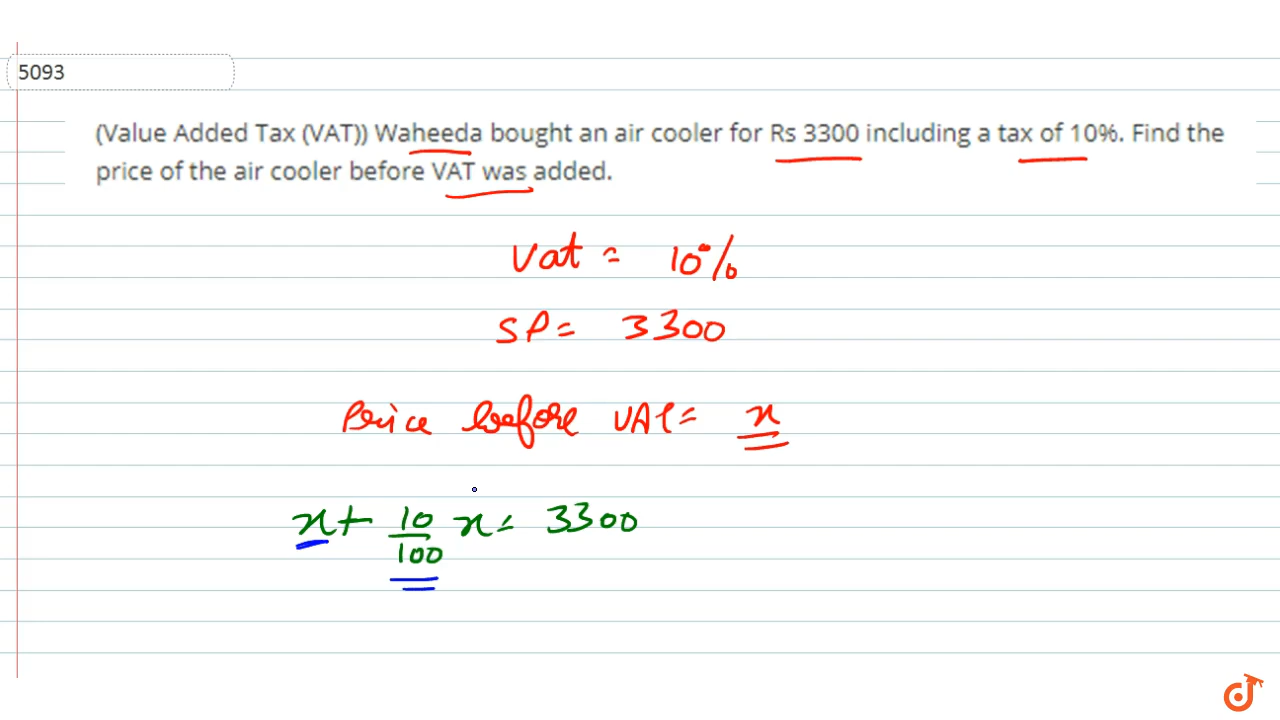 5093
(Value Added Tax (VAT)) Waheeda bought an air cooler for Rs 3300 including a tax of 10%. Find the
price of the air cooler before VAT was added.
Vat = 10%
SP = 3300
Price before VAT = x
x + 10/100 x = 3300